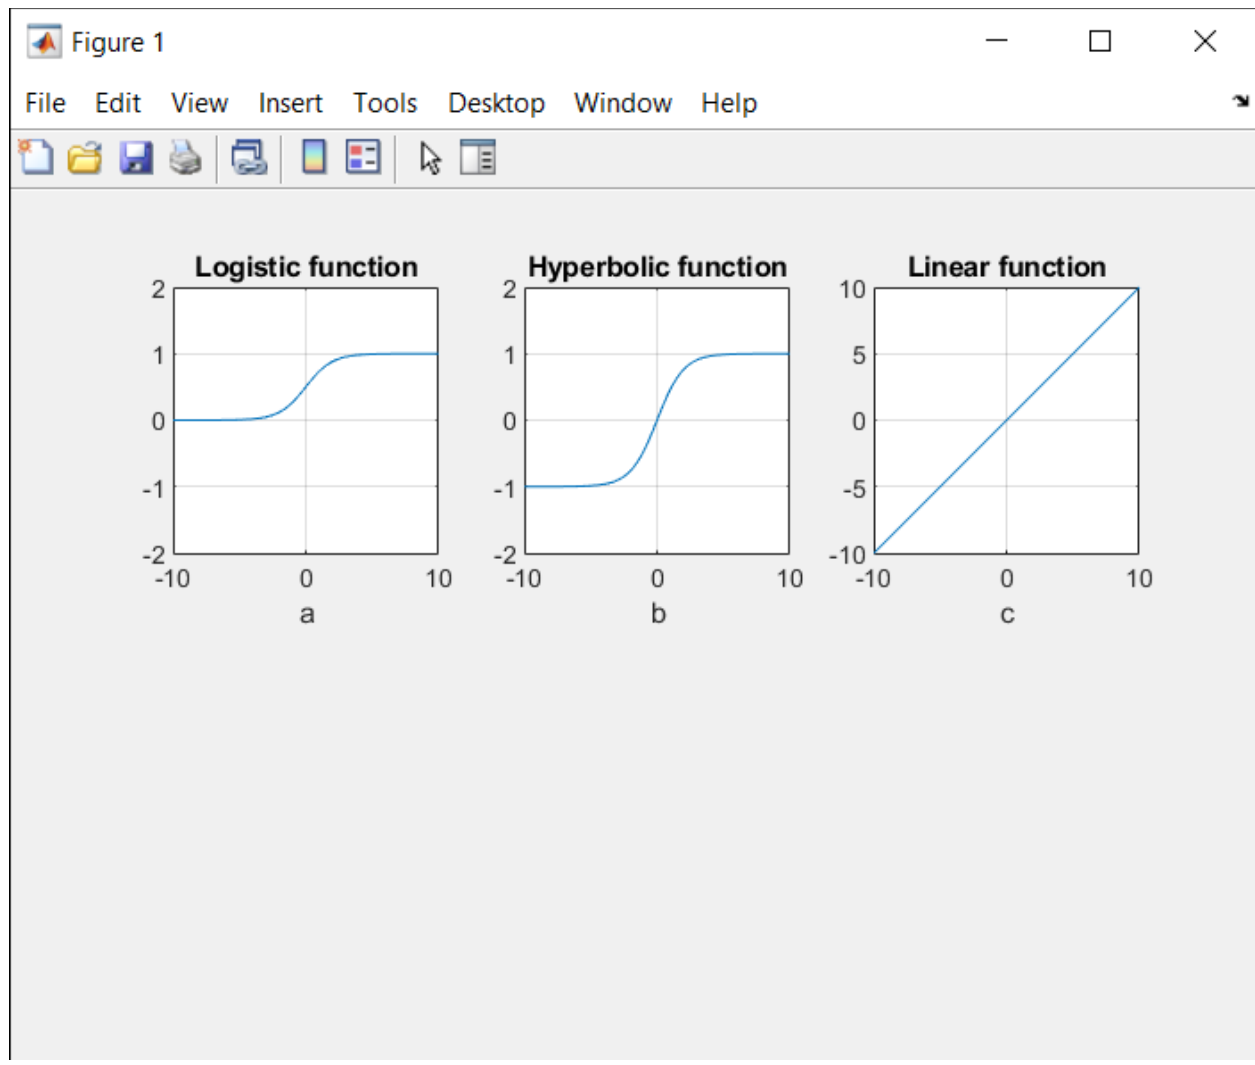 Figure 1
File Edit View Insert Tools Desktop Window Help
Logistic function
2
1
0
-1
-2
-10 0 10
a
Hyperbolic function
2
1
0
-1
-2
-10 0 10
b
Linear function
10
5
0
-5
-10
-10 0 10
c